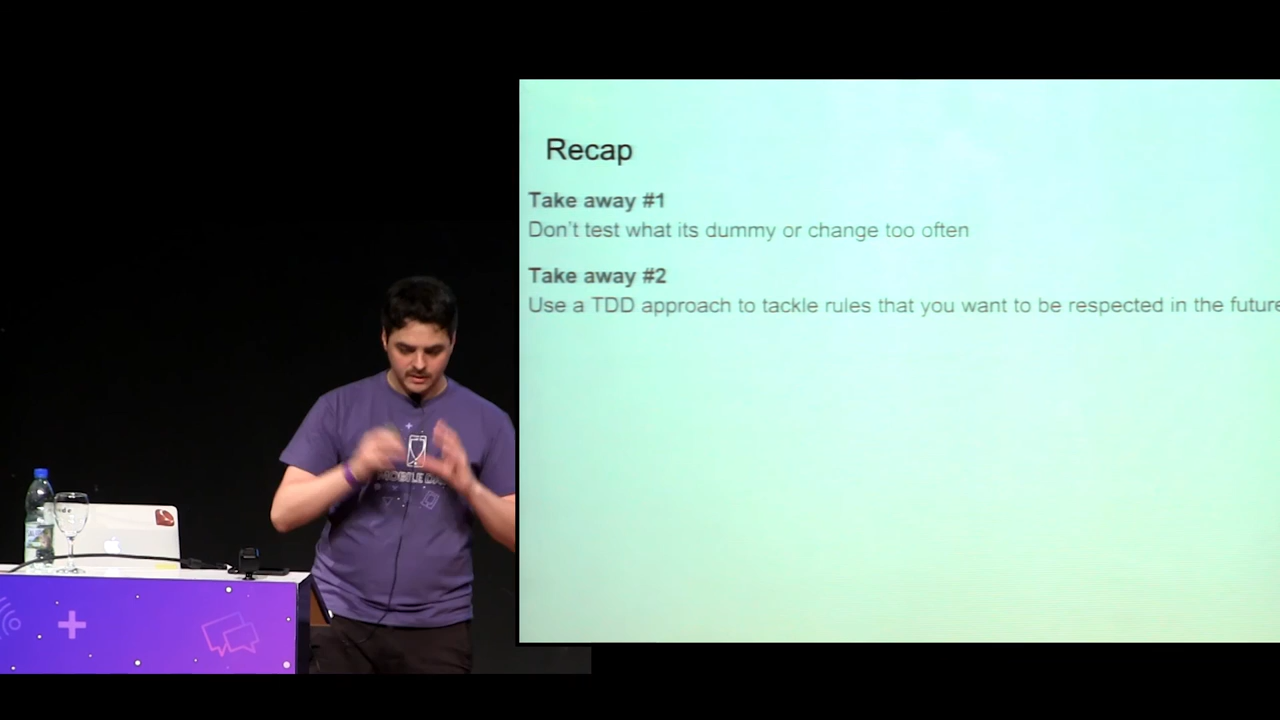 Recap
Take away #1
Don't test what its dummy or change too often
Take away #2
Use a TDD approach to tackle rules that you want to be respected in the future
MOBILE